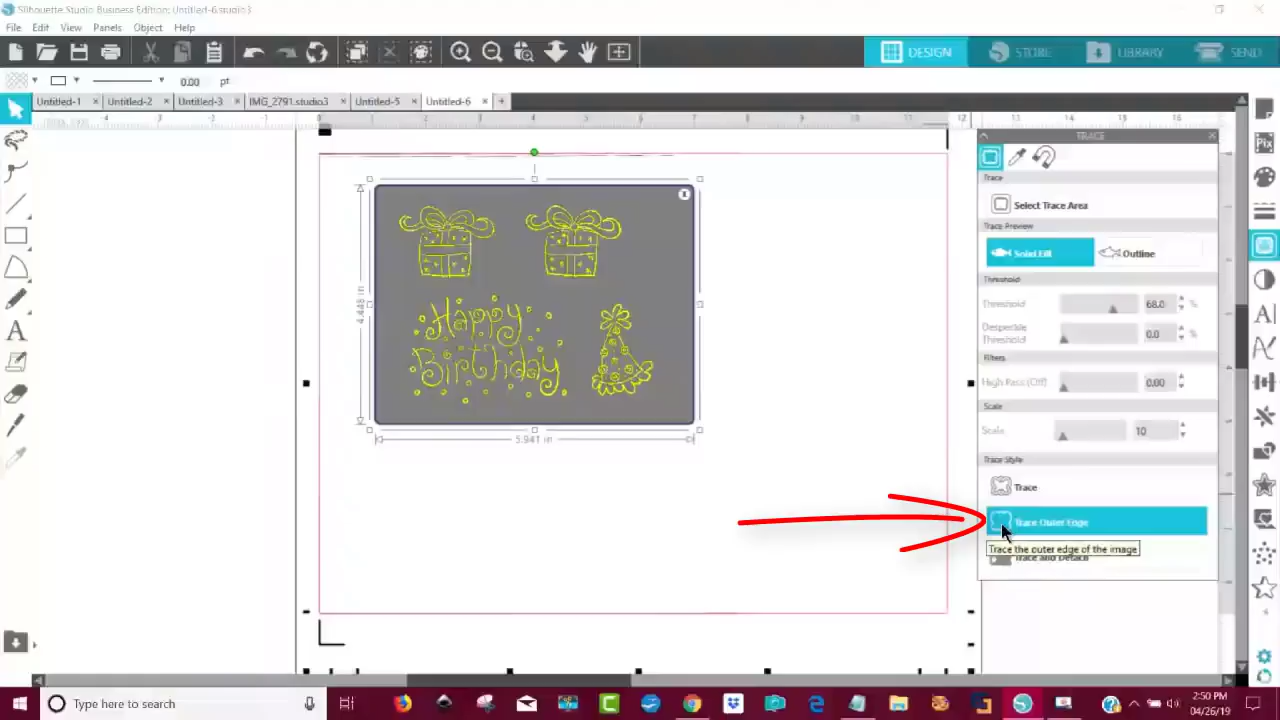 Silhouette Studio Business Edition: Untitled-6.studio3
File Edit View Panels Object Help
DESIGN STORE LIBRARY SEND
0.00 pt
Untitled-1 × Untitled-2 × Untitled-3 × IMG_2791.studio3 × Untitled-5 × Untitled-6 × +
TRACE
Trace
Select Trace Area
Trace Preview
Solid Fill Outline
Threshold
Threshold 68.0 %
Despeckle Threshold 0.0 %
Filters
High Pass (Off) 0.00
Scale
Scale 10
Trace Style
Trace
Trace Outer Edge
Trace the outer edge of the image
Trace and Detach
Happy
Birthday
4.448 in
5.941 in
Type here to search
2:50 PM
04/26/19